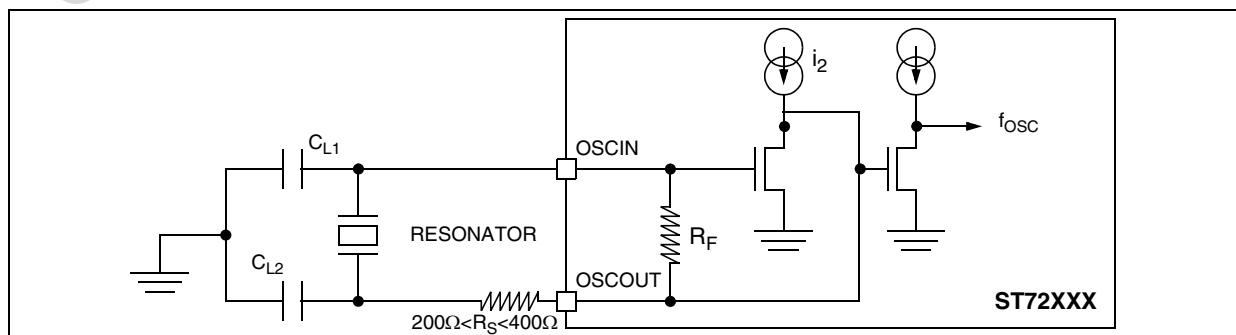 i2
fOSC
CL1
OSCIN
RESONATOR
RF
CL2
OSCOUT
200Ω<RS<400Ω
ST72XXX